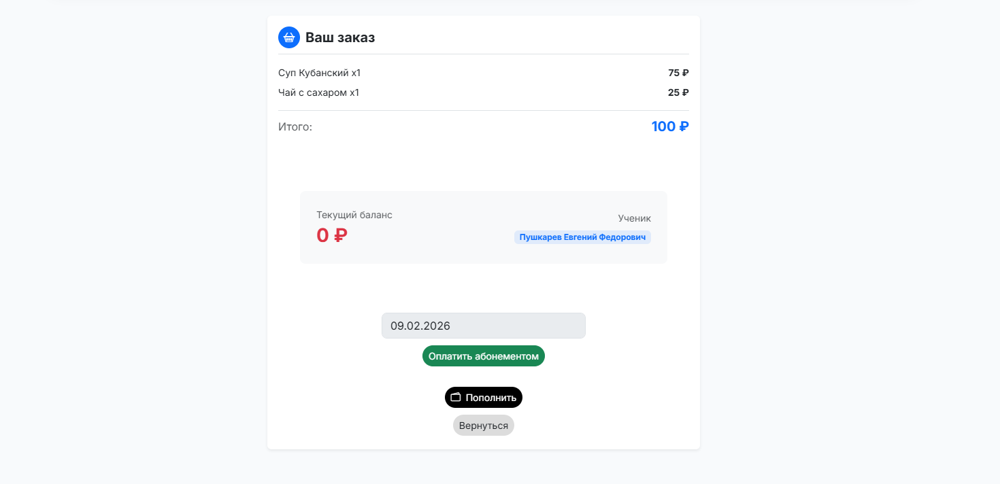 Ваш заказ
Суп Кубанский x1 75 ₽
Чай с сахаром x1 25 ₽
Итого: 100 ₽
Текущий баланс
0 ₽
Ученик
Пушкарев Евгений Федорович
09.02.2026
Оплатить абонементом
Пополнить
Вернуться